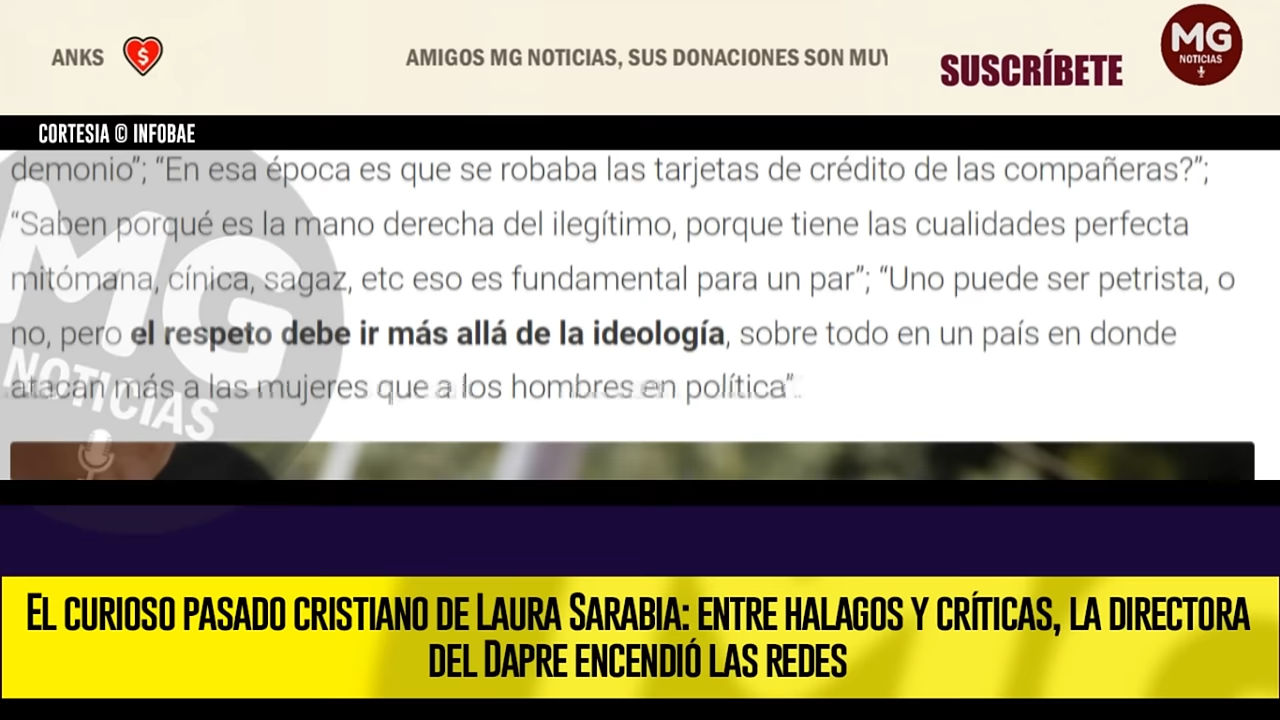 ANKS
$
AMIGOS MG NOTICIAS, SUS DONACIONES SON MUY
SUSCRÍBETE
MG
NOTICIAS
CORTESIA © INFOBAE
demonio”; “En esa época es que se robaba las tarjetas de crédito de las compañeras?”;
“Saben porqué es la mano derecha del ilegítimo, porque tiene las cualidades perfecta
mitómana, cínica, sagaz, etc eso es fundamental para un par”; “Uno puede ser petrista, o
no, pero el respeto debe ir más allá de la ideología, sobre todo en un país en donde
atacan más a las mujeres que a los hombres en política”.
MG
NOTICIAS
EL CURIOSO PASADO CRISTIANO DE LAURA SARABIA: ENTRE HALAGOS Y CRÍTICAS, LA DIRECTORA
DEL DAPRE ENCENDIÓ LAS REDES